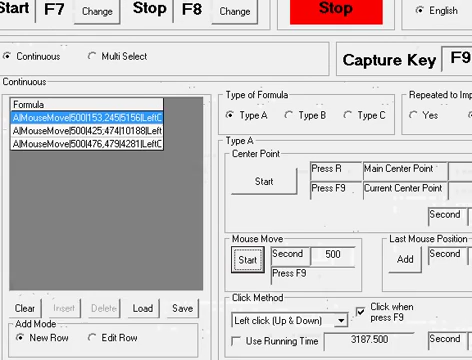 Start F7 Change Stop F8 Change Stop English
Continuous Multi Select Capture Key F9
Continuous
Formula
A|MouseMove|500|153,245|5156|LeftC
A|MouseMove|500|425,474|10188|Left
A|MouseMove|500|476,479|4281|LeftC
Clear Insert Delete Load Save
Add Mode
New Row Edit Row
Type of Formula
Type A Type B Type C
Repeated to Imp
Yes
Type A
Center Point
Start
Press R Main Center Point
Press F9 Current Center Point
Second
Mouse Move
Start Second 500
Press F9
Last Mouse Position
Add Second
Click Method
Left click (Up & Down)
Click when
press F9
Use Running Time 3187.500
Second